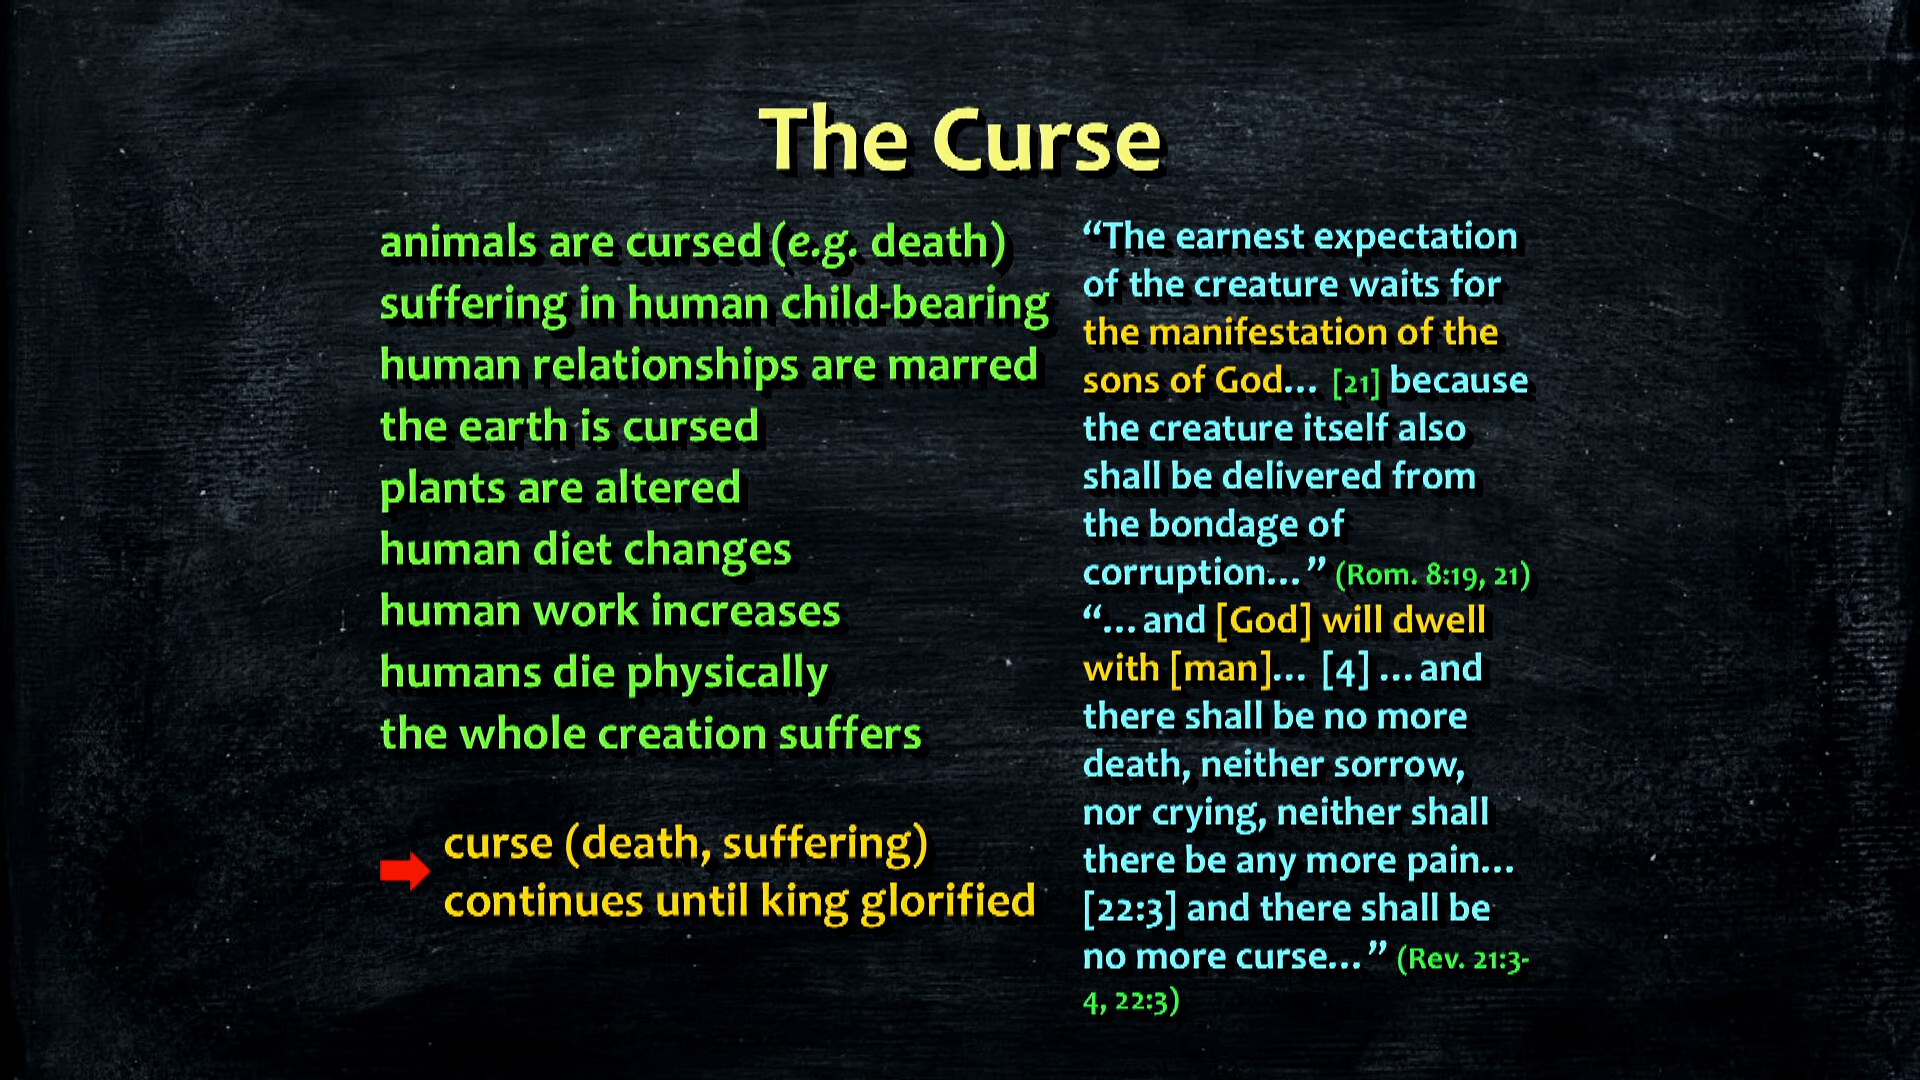 The Curse
animals are cursed (e.g. death)
suffering in human child-bearing
human relationships are marred
the earth is cursed
plants are altered
human diet changes
human work increases
humans die physically
the whole creation suffers
curse (death, suffering)
continues until king glorified
“The earnest expectation
of the creature waits for
the manifestation of the
sons of God… [21] because
the creature itself also
shall be delivered from
the bondage of
corruption…” (Rom. 8:19, 21)
“…and [God] will dwell
with [man]… [4] …and
there shall be no more
death, neither sorrow,
nor crying, neither shall
there be any more pain…
[22:3] and there shall be
no more curse…” (Rev. 21:3-
4, 22:3)